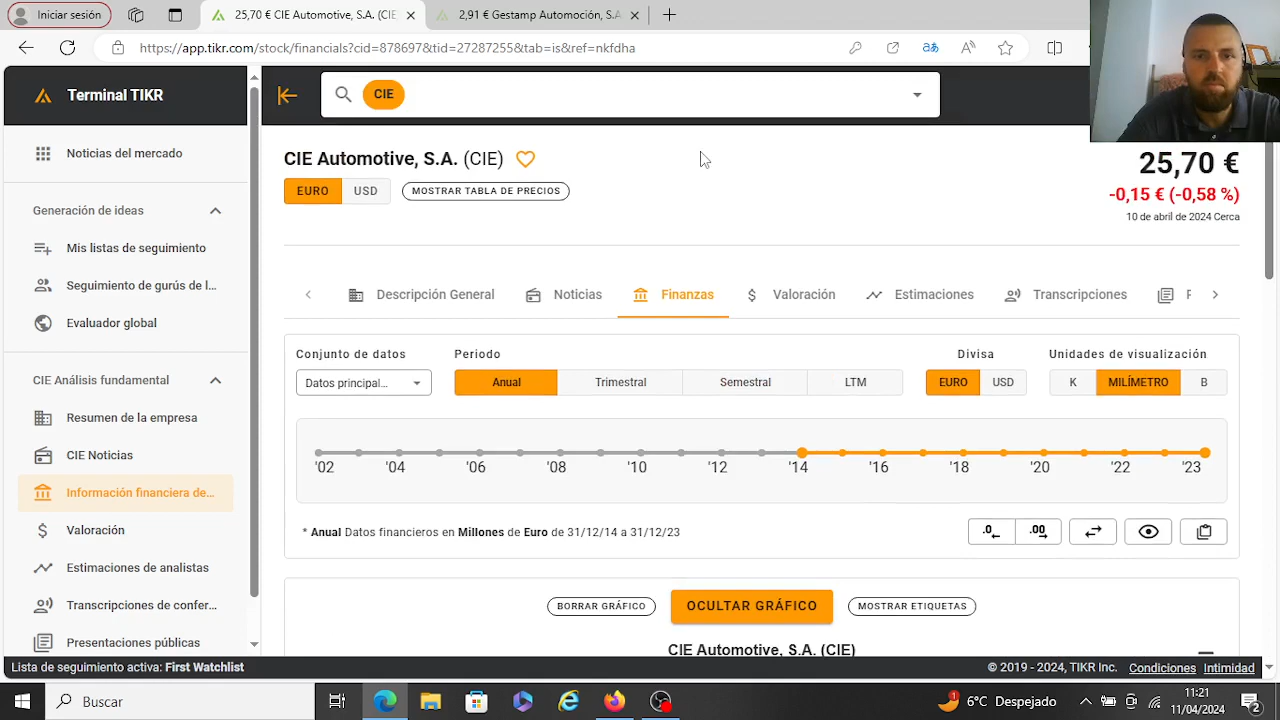 Iniciar sesión
25,70 € CIE Automotive, S.A. (CIE
2,91 € Gestamp Automoción, S.A
https://app.tikr.com/stock/financials?cid=878697&tid=27287255&tab=is&ref=nkfdha
Terminal TIKR
CIE
Noticias del mercado
Generación de ideas
Mis listas de seguimiento
Seguimiento de gurús de l...
Evaluador global
CIE Análisis fundamental
Resumen de la empresa
CIE Noticias
Información financiera de...
Valoración
Estimaciones de analistas
Transcripciones de confer...
Presentaciones públicas
CIE Automotive, S.A. (CIE)
EURO
USD
MOSTRAR TABLA DE PRECIOS
25,70 €
-0,15 € (-0,58 %)
10 de abril de 2024 Cerca
Descripción General
Noticias
Finanzas
Valoración
Estimaciones
Transcripciones
Conjunto de datos
Periodo
Divisa
Unidades de visualización
Datos principal...
Anual
Trimestral
Semestral
LTM
EURO
USD
K
MILÍMETRO
B
'02 '04 '06 '08 '10 '12 '14 '16 '18 '20 '22 '23
* Anual Datos financieros en Millones de Euro de 31/12/14 a 31/12/23
.0
.00
BORRAR GRÁFICO
OCULTAR GRÁFICO
MOSTRAR ETIQUETAS
CIE Automotive, S.A. (CIE)
Lista de seguimiento activa: First Watchlist
© 2019 - 2024, TIKR Inc.
Condiciones
Intimidad
Buscar
1
6°C Despejado
11:21
11/04/2024
2